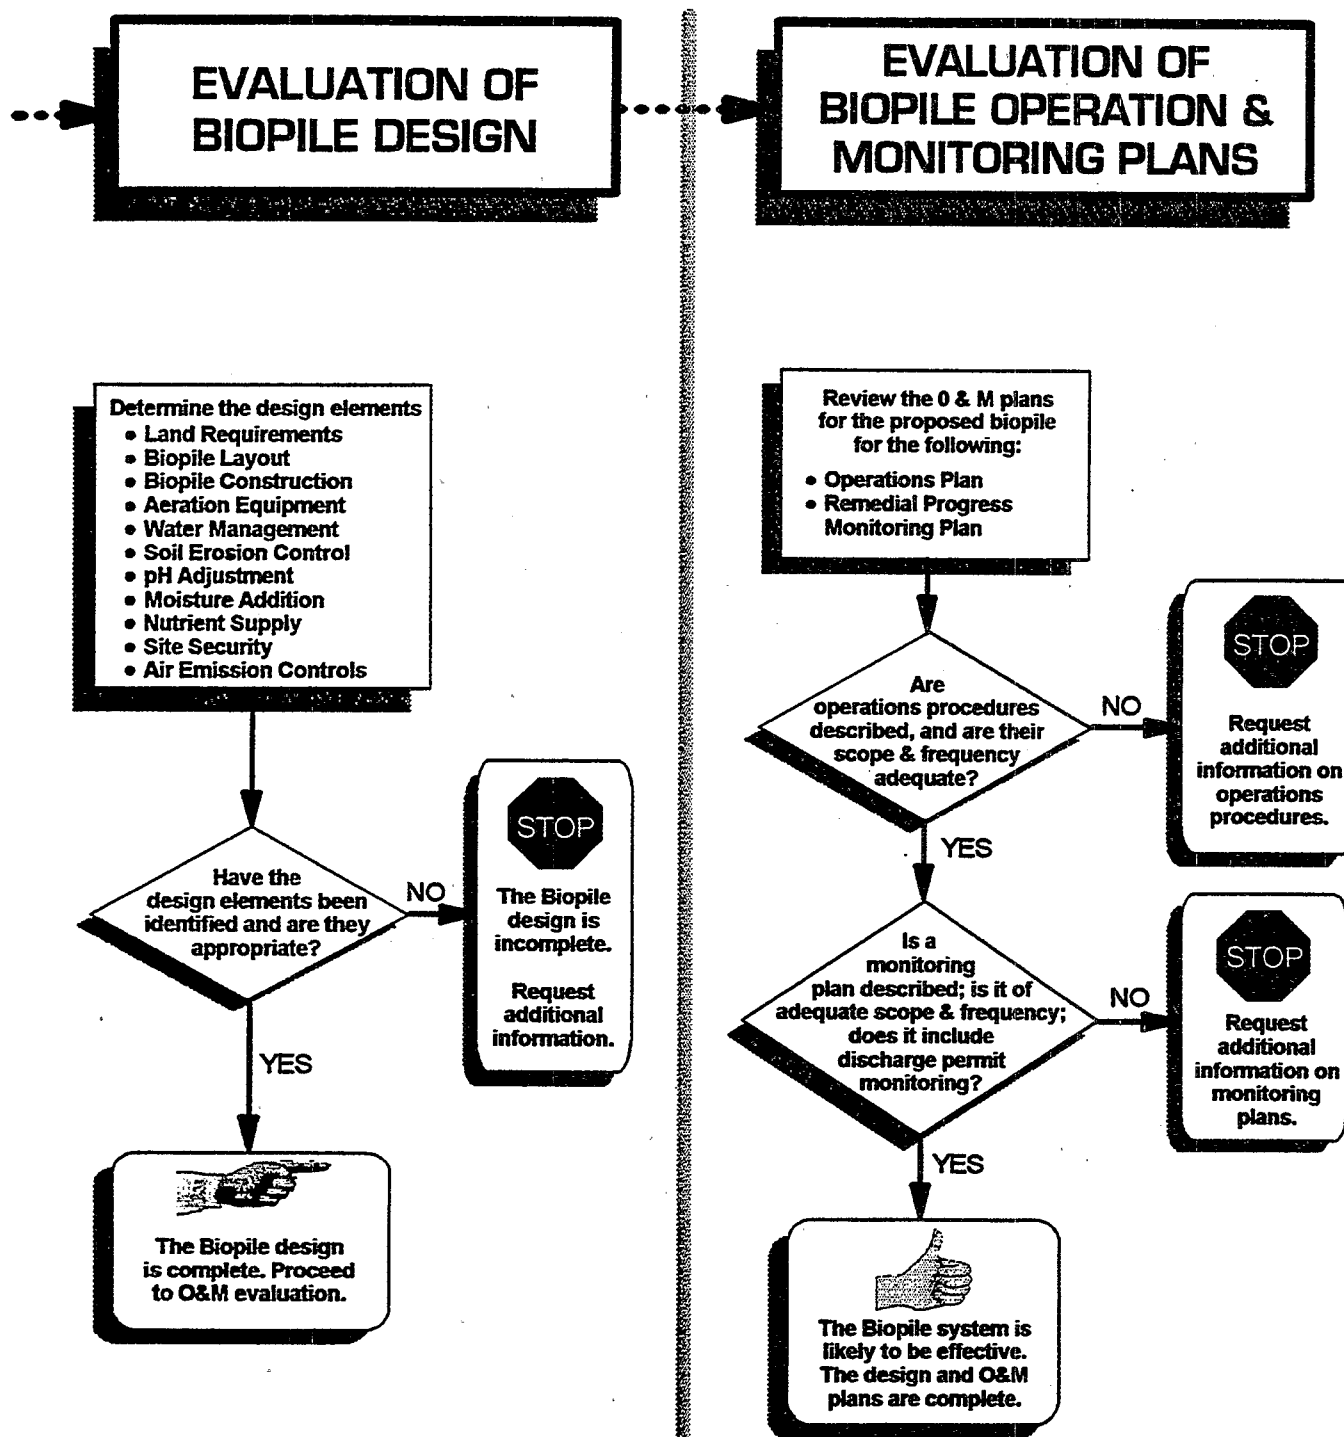 EVALUATION OF
BIOPILE DESIGN
Determine the design elements
• Land Requirements
• Biopile Layout
• Biopile Construction
• Aeration Equipment
• Water Management
• Soil Erosion Control
• pH Adjustment
• Moisture Addition
• Nutrient Supply
• Site Security
• Air Emission Controls
Have the
design elements been
identified and are they
appropriate?
NO
STOP
The Biopile
design is
incomplete.
Request
additional
information.
YES
The Biopile design
is complete. Proceed
to O&M evaluation.
EVALUATION OF
BIOPILE OPERATION &
MONITORING PLANS
Review the 0 & M plans
for the proposed biopile
for the following:
• Operations Plan
• Remedial Progress
Monitoring Plan
Are
operations procedures
described, and are their
scope & frequency
adequate?
NO
STOP
Request
additional
information on
operations
procedures.
YES
Is a
monitoring
plan described; is it of
adequate scope & frequency;
does it include
discharge permit
monitoring?
NO
STOP
Request
additional
information on
monitoring
plans.
YES
The Biopile system is
likely to be effective.
The design and O&M
plans are complete.